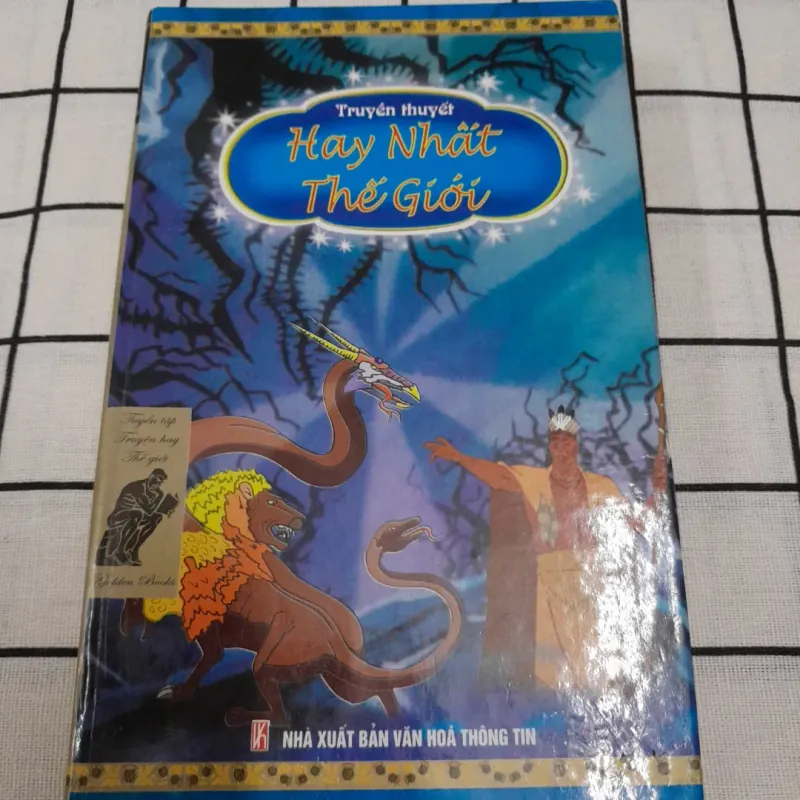 Truyền thuyết
Hay Nhất
Thế Giới
Tuyển tập
Truyện hay
Thế giới
Golden Books
NHÀ XUẤT BẢN VĂN HOÁ THÔNG TIN